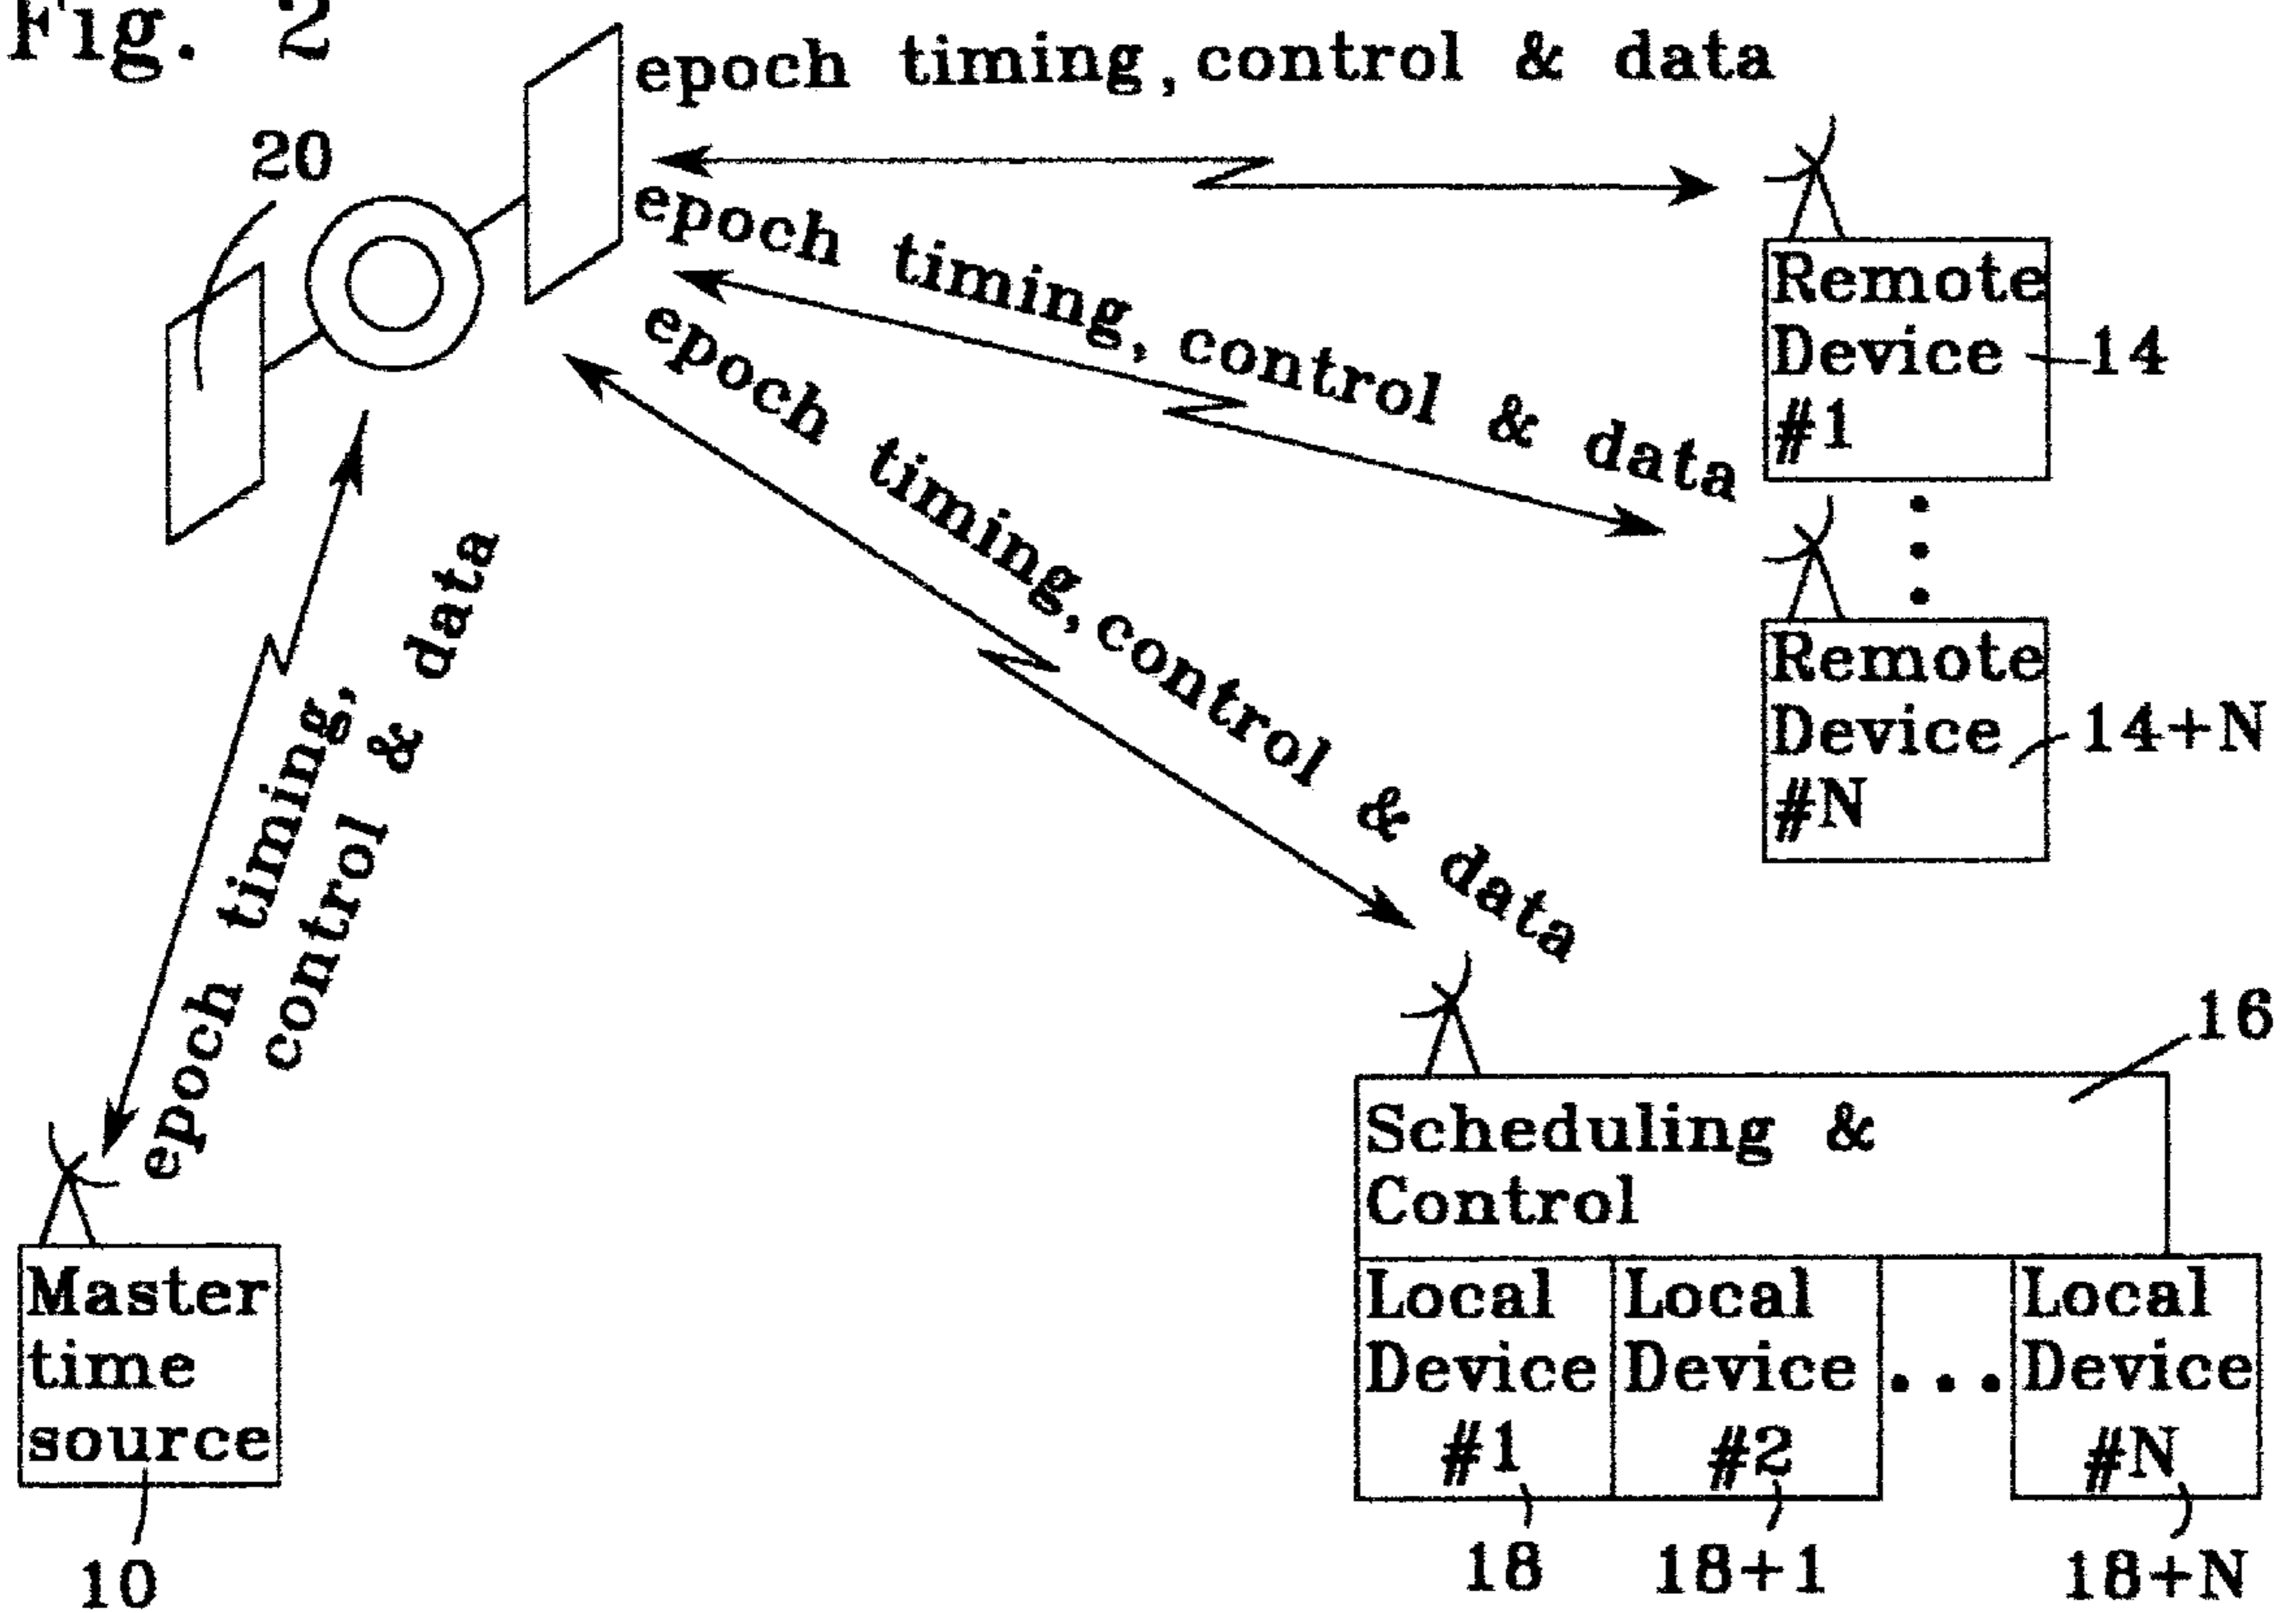 Fig. 2
epoch timing, control & data
20
epoch timing, control & data
epoch timing, control & data
epoch timing,
control & data
Remote
Device
#1
14
Remote
Device
#N
14+N
16
Scheduling &
Control
Local
Device
#1
Local
Device
#2
...
Local
Device
#N
18
18+1
18+N
Master
time
source
10